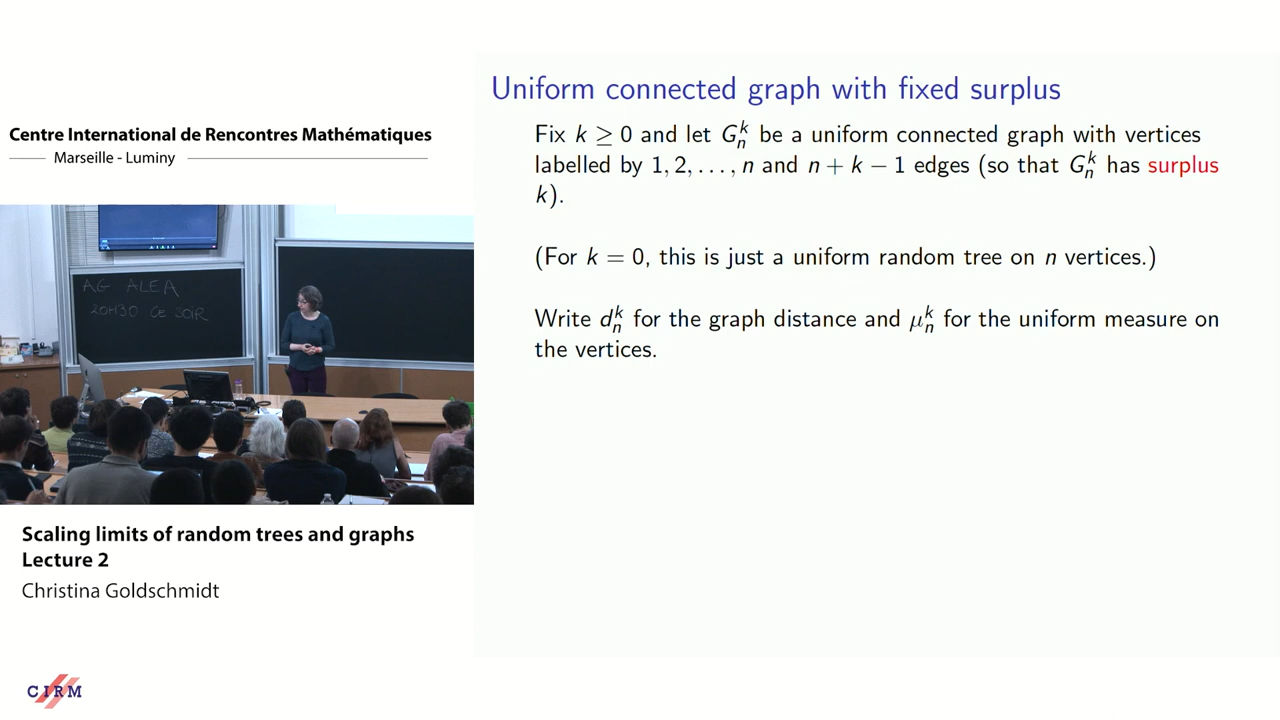 Centre International de Rencontres Mathématiques
Marseille - Luminy
AG ALEA
20H30 Ce SOIR
Scaling limits of random trees and graphs
Lecture 2
Christina Goldschmidt
CIRM
Uniform connected graph with fixed surplus
Fix k ≥ 0 and let G_n^k be a uniform connected graph with vertices
labelled by 1, 2, . . . , n and n + k − 1 edges (so that G_n^k has surplus
k).
(For k = 0, this is just a uniform random tree on n vertices.)
Write d_n^k for the graph distance and μ_n^k for the uniform measure on
the vertices.